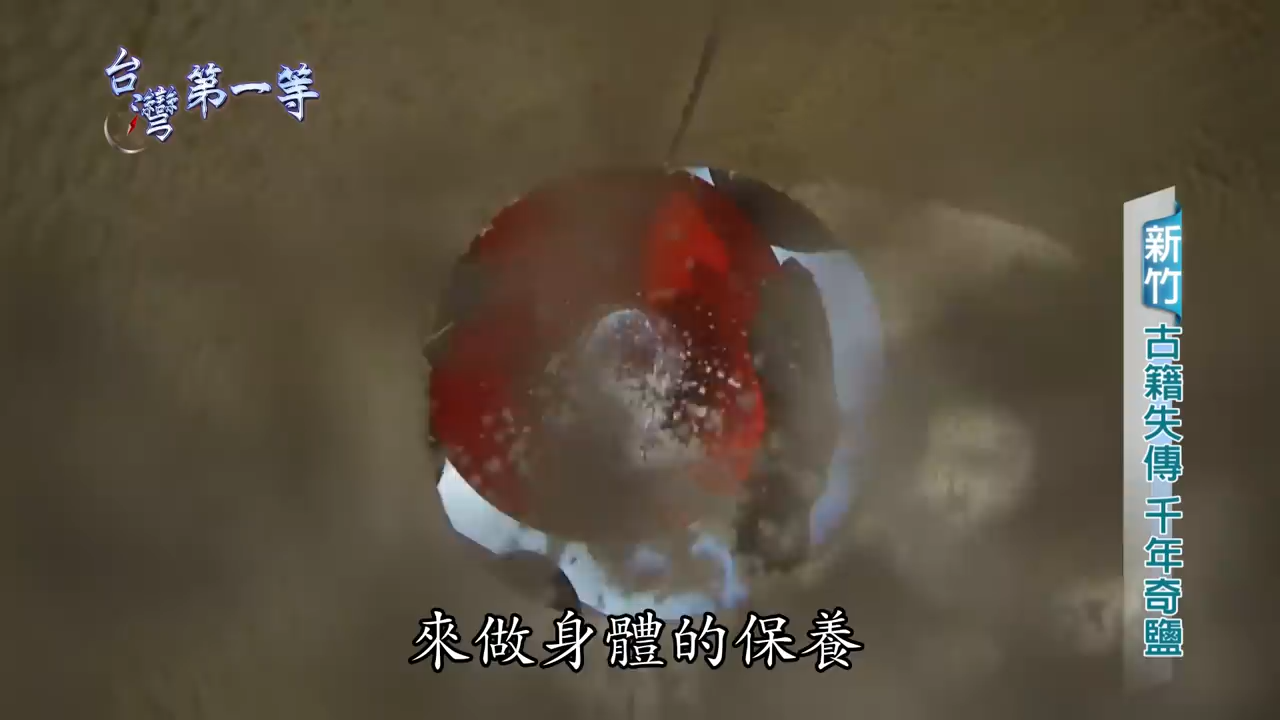 台灣第一等
新竹
古籍失傳 千年奇鹽
來做身體的保養